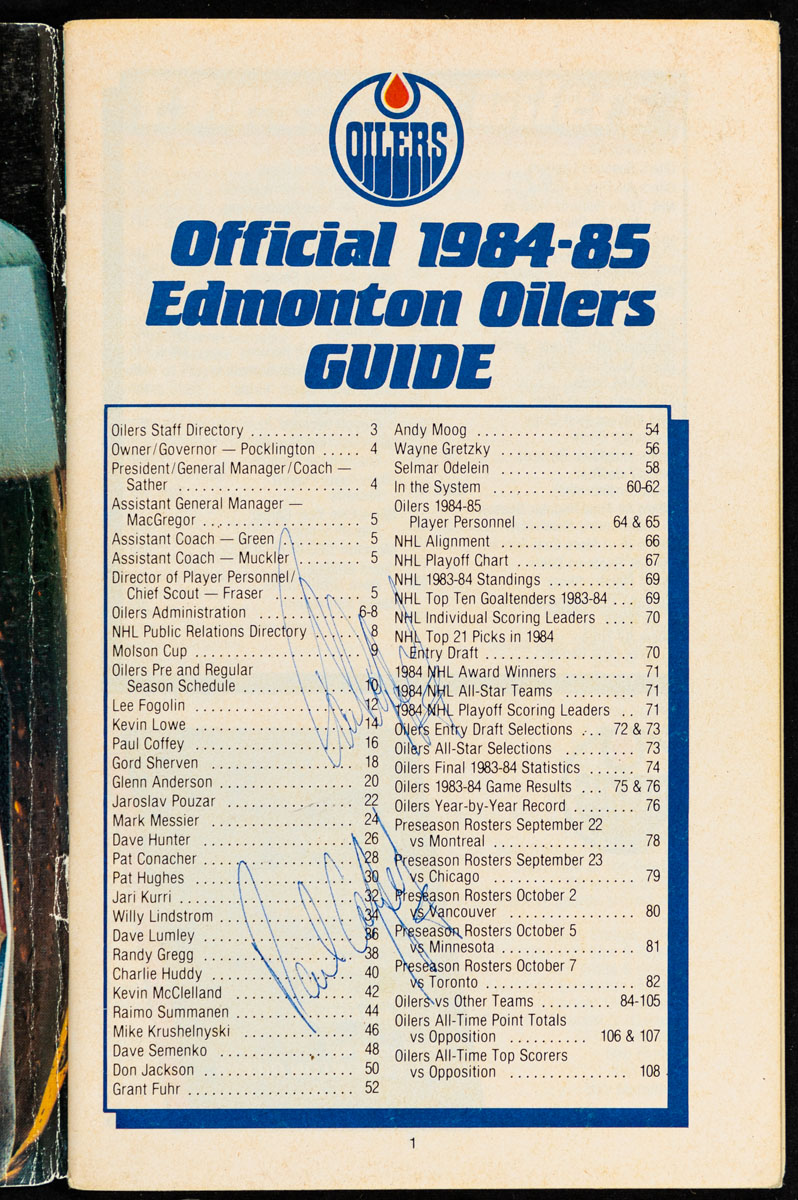 OILERS
Official 1984-85
Edmonton Oilers
GUIDE
Oilers Staff Directory . . . . . . . . . . . . . . 3
Owner/Governor — Pocklington . . . . . 4
President/General Manager/Coach —
Sather . . . . . . . . . . . . . . . . . . . . . . . 4
Assistant General Manager —
MacGregor . . . . . . . . . . . . . . . . . . . . 5
Assistant Coach — Green . . . . . . . . . . 5
Assistant Coach — Muckler . . . . . . . . 5
Director of Player Personnel/
Chief Scout — Fraser . . . . . . . . . . . . 5
Oilers Administration . . . . . . . . . . . . 6-8
NHL Public Relations Directory . . . . . . 8
Molson Cup . . . . . . . . . . . . . . . . . . . . . 9
Oilers Pre and Regular
Season Schedule . . . . . . . . . . . . . . 10
Lee Fogolin . . . . . . . . . . . . . . . . . . . . 12
Kevin Lowe . . . . . . . . . . . . . . . . . . . . 14
Paul Coffey . . . . . . . . . . . . . . . . . . . . 16
Gord Sherven . . . . . . . . . . . . . . . . . . 18
Glenn Anderson . . . . . . . . . . . . . . . . . 20
Jaroslav Pouzar . . . . . . . . . . . . . . . . 22
Mark Messier . . . . . . . . . . . . . . . . . . 24
Dave Hunter . . . . . . . . . . . . . . . . . . . 26
Pat Conacher . . . . . . . . . . . . . . . . . . . 28
Pat Hughes . . . . . . . . . . . . . . . . . . . . 30
Jari Kurri . . . . . . . . . . . . . . . . . . . . . 32
Willy Lindstrom . . . . . . . . . . . . . . . . . 34
Dave Lumley . . . . . . . . . . . . . . . . . . . 36
Randy Gregg . . . . . . . . . . . . . . . . . . . 38
Charlie Huddy . . . . . . . . . . . . . . . . . . 40
Kevin McClelland . . . . . . . . . . . . . . . . 42
Raimo Summanen . . . . . . . . . . . . . . . 44
Mike Krushelnyski . . . . . . . . . . . . . . . 46
Dave Semenko . . . . . . . . . . . . . . . . . 48
Don Jackson . . . . . . . . . . . . . . . . . . . 50
Grant Fuhr . . . . . . . . . . . . . . . . . . . . . 52
Andy Moog . . . . . . . . . . . . . . . . . . . . 54
Wayne Gretzky . . . . . . . . . . . . . . . . . . 56
Selmar Odelein . . . . . . . . . . . . . . . . . 58
In the System . . . . . . . . . . . . . . . . 60-62
Oilers 1984-85
Player Personnel . . . . . . . . . . 64 & 65
NHL Alignment . . . . . . . . . . . . . . . . . . 66
NHL Playoff Chart . . . . . . . . . . . . . . . . 67
NHL 1983-84 Standings . . . . . . . . . . . 69
NHL Top Ten Goaltenders 1983-84 . . . 69
NHL Individual Scoring Leaders . . . . 70
NHL Top 21 Picks in 1984
Entry Draft . . . . . . . . . . . . . . . . . . . 70
1984 NHL Award Winners . . . . . . . . . . 71
1984 NHL All-Star Teams . . . . . . . . . . 71
1984 NHL Playoff Scoring Leaders . . 71
Oilers Entry Draft Selections . . . 72 & 73
Oilers All-Star Selections . . . . . . . . . . 73
Oilers Final 1983-84 Statistics . . . . . . 74
Oilers 1983-84 Game Results . . . 75 & 76
Oilers Year-by-Year Record . . . . . . . . 76
Preseason Rosters September 22
vs Montreal . . . . . . . . . . . . . . . . . . 78
Preseason Rosters September 23
vs Chicago . . . . . . . . . . . . . . . . . . . 79
Preseason Rosters October 2
vs Vancouver . . . . . . . . . . . . . . . . . 80
Preseason Rosters October 5
vs Minnesota . . . . . . . . . . . . . . . . . 81
Preseason Rosters October 7
vs Toronto . . . . . . . . . . . . . . . . . . . 82
Oilers vs Other Teams . . . . . . . . . 84-105
Oilers All-Time Point Totals
vs Opposition . . . . . . . . . . 106 & 107
Oilers All-Time Top Scorers
vs Opposition . . . . . . . . . . . . . . . 108
Paul Coffey
1